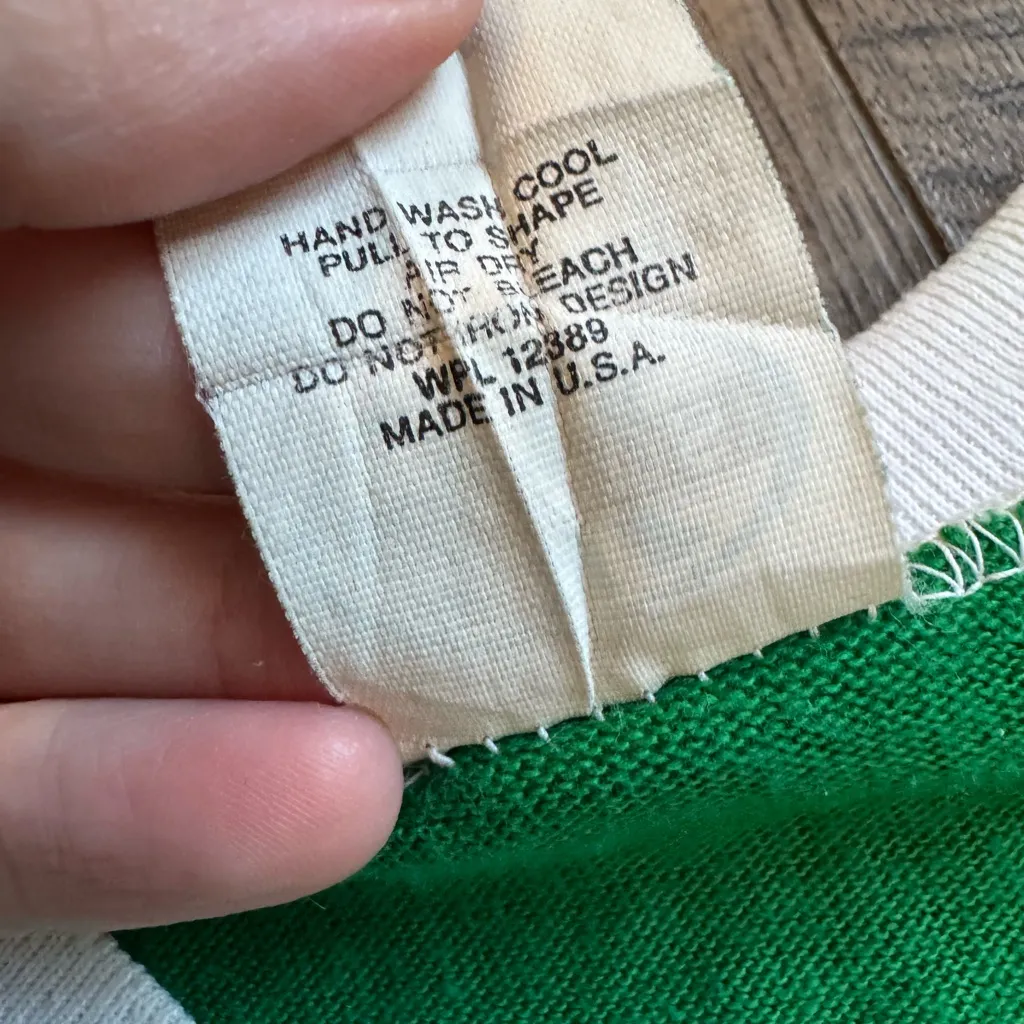 HAND WASH COOL
PULL TO SHAPE
AIR DRY
DO NOT BLEACH
DO NOT IRON DESIGN
WPL 12389
MADE IN U.S.A.